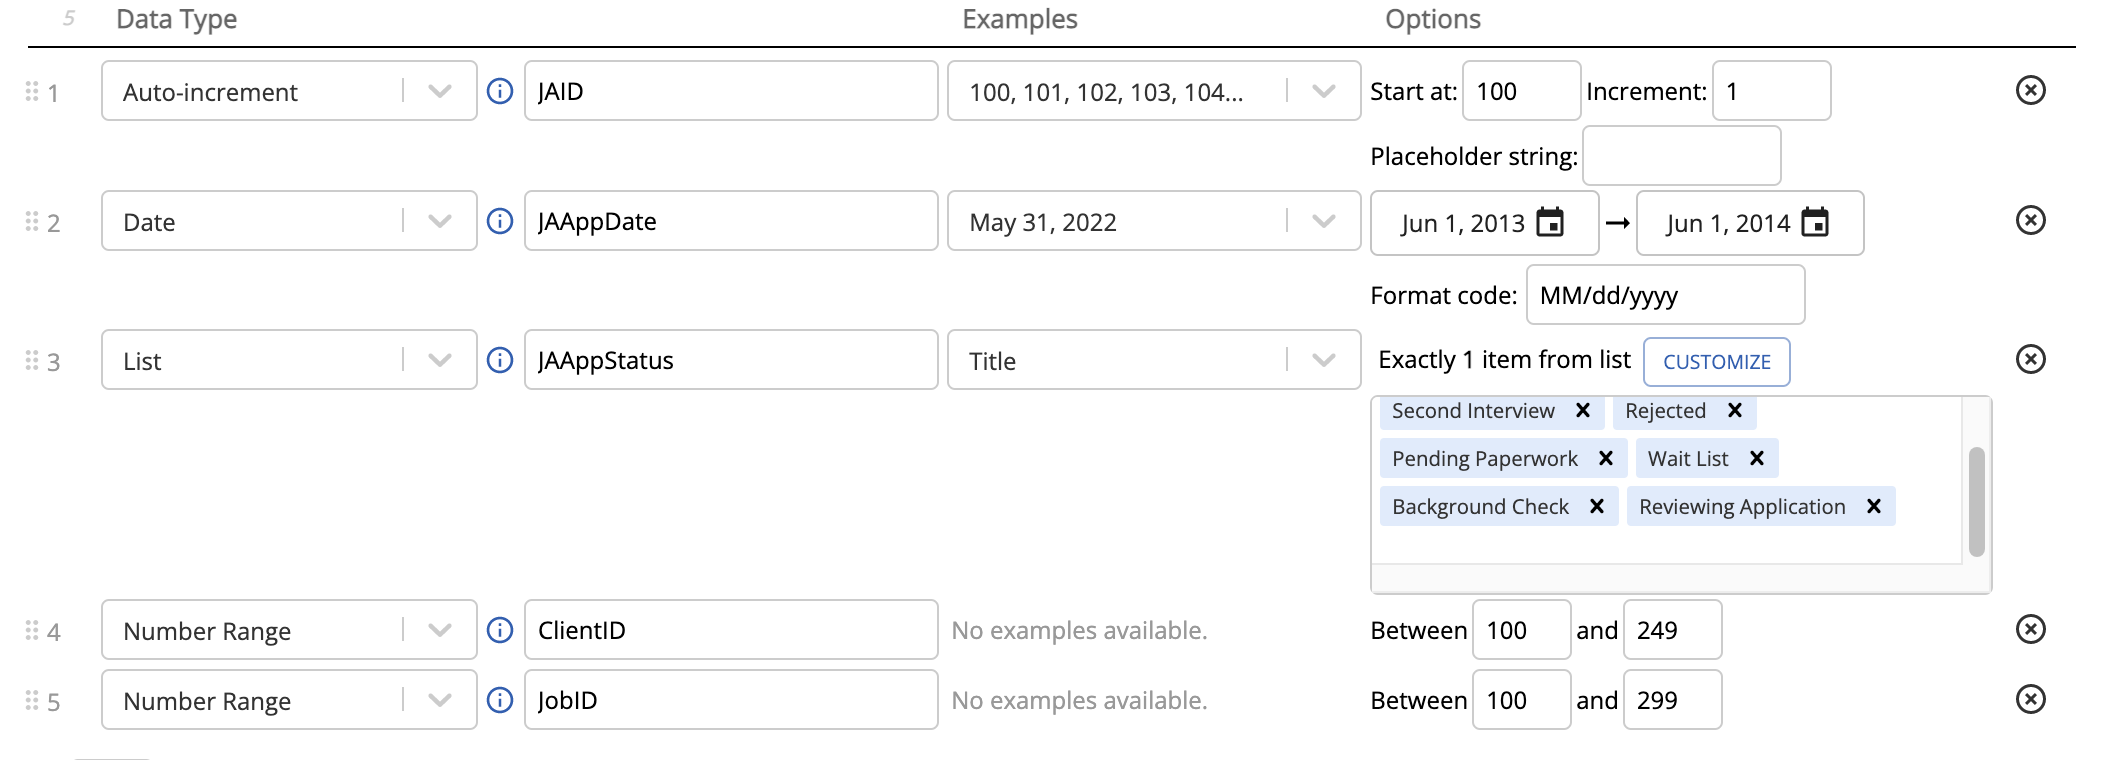 5 Data Type Examples Options
1 Auto-increment JAID 100, 101, 102, 103, 104... Start at: 100 Increment: 1
Placeholder string:
2 Date JAAppDate May 31, 2022 Jun 1, 2013 → Jun 1, 2014
Format code: MM/dd/yyyy
3 List JAAppStatus Title Exactly 1 item from list CUSTOMIZE
Second Interview Rejected
Pending Paperwork Wait List
Background Check Reviewing Application
4 Number Range ClientID No examples available. Between 100 and 249
5 Number Range JobID No examples available. Between 100 and 299